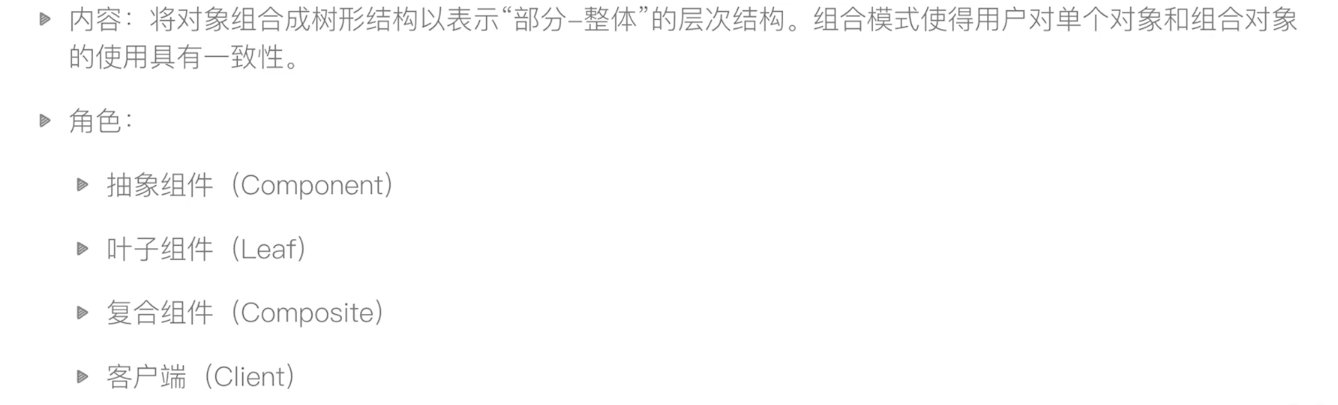 内容：将对象组合成树形结构以表示“部分-整体”的层次结构。组合模式使得用户对单个对象和组合对象
的使用具有一致性。
角色：
抽象组件（Component）
叶子组件（Leaf）
复合组件（Composite）
客户端（Client）